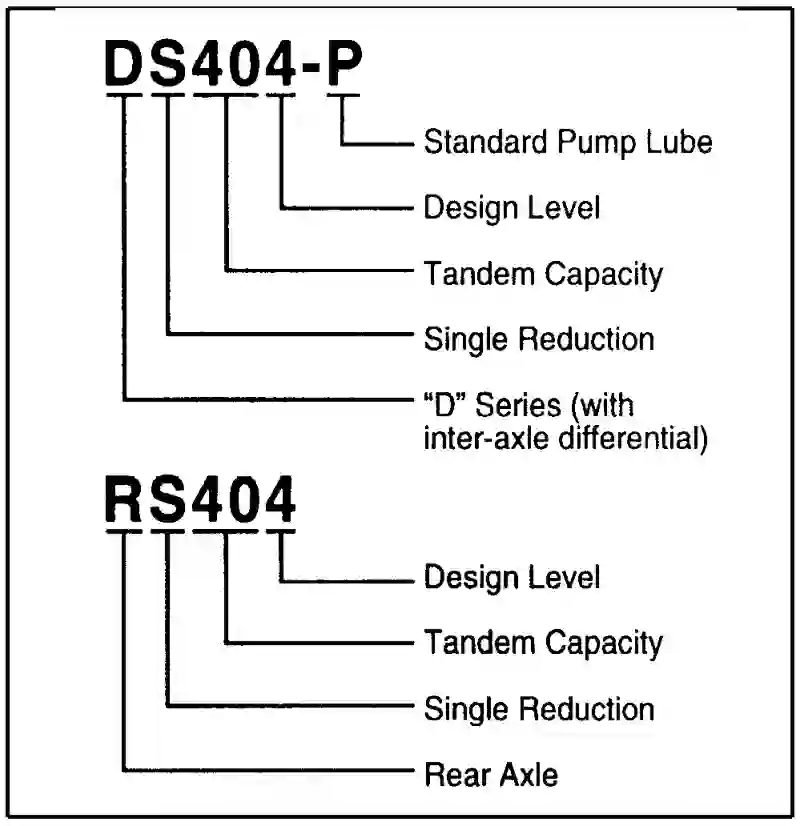 DS404-P
Standard Pump Lube
Design Level
Tandem Capacity
Single Reduction
“D” Series (with
inter-axle differential)
RS404
Design Level
Tandem Capacity
Single Reduction
Rear Axle